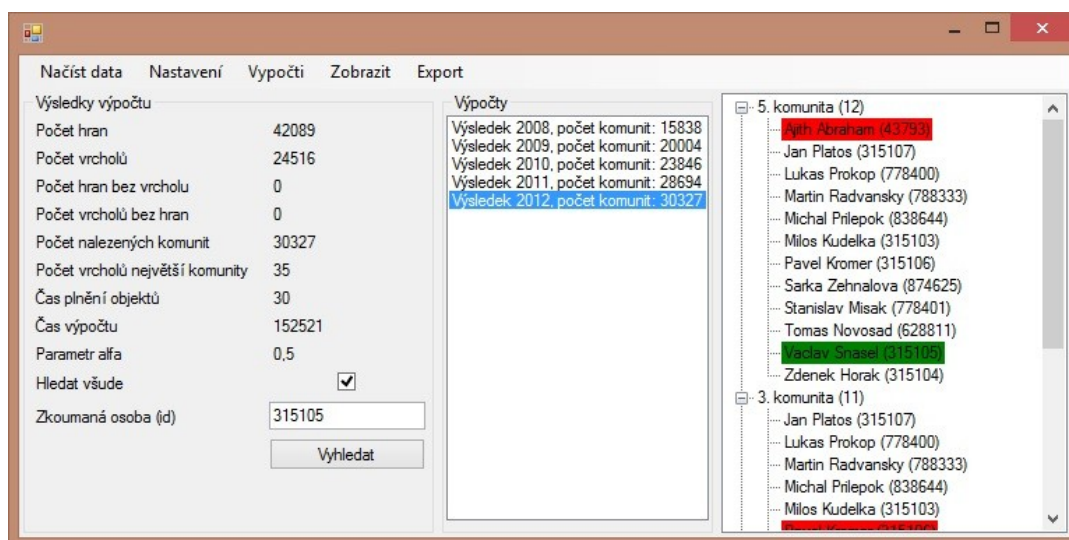 Načíst data Nastavení Vypočti Zobrazit Export
Výsledky výpočtu
Počet hran 42089
Počet vrcholů 24516
Počet hran bez vrcholu 0
Počet vrcholů bez hran 0
Počet nalezených komunit 30327
Počet vrcholů největší komunity 35
Čas plnění objektů 30
Čas výpočtu 152521
Parametr alfa 0,5
Hledat všude
Zkoumaná osoba (id) 315105
Vyhledat
Výpočty
Výsledek 2008, počet komunit: 15838
Výsledek 2009, počet komunit: 20004
Výsledek 2010, počet komunit: 23846
Výsledek 2011, počet komunit: 28694
Výsledek 2012, počet komunit: 30327
5. komunita (12)
Ajith Abraham (43793)
Jan Platos (315107)
Lukas Prokop (778400)
Martin Radvansky (788333)
Michal Prilepok (838644)
Milos Kudelka (315103)
Pavel Kromer (315106)
Sarka Zehnalova (874625)
Stanislav Misak (778401)
Tomas Novosad (628811)
Vaclav Snasel (315105)
Zdenek Horak (315104)
3. komunita (11)
Jan Platos (315107)
Lukas Prokop (778400)
Martin Radvansky (788333)
Michal Prilepok (838644)
Milos Kudelka (315103)
Pavel Kromer (315106)